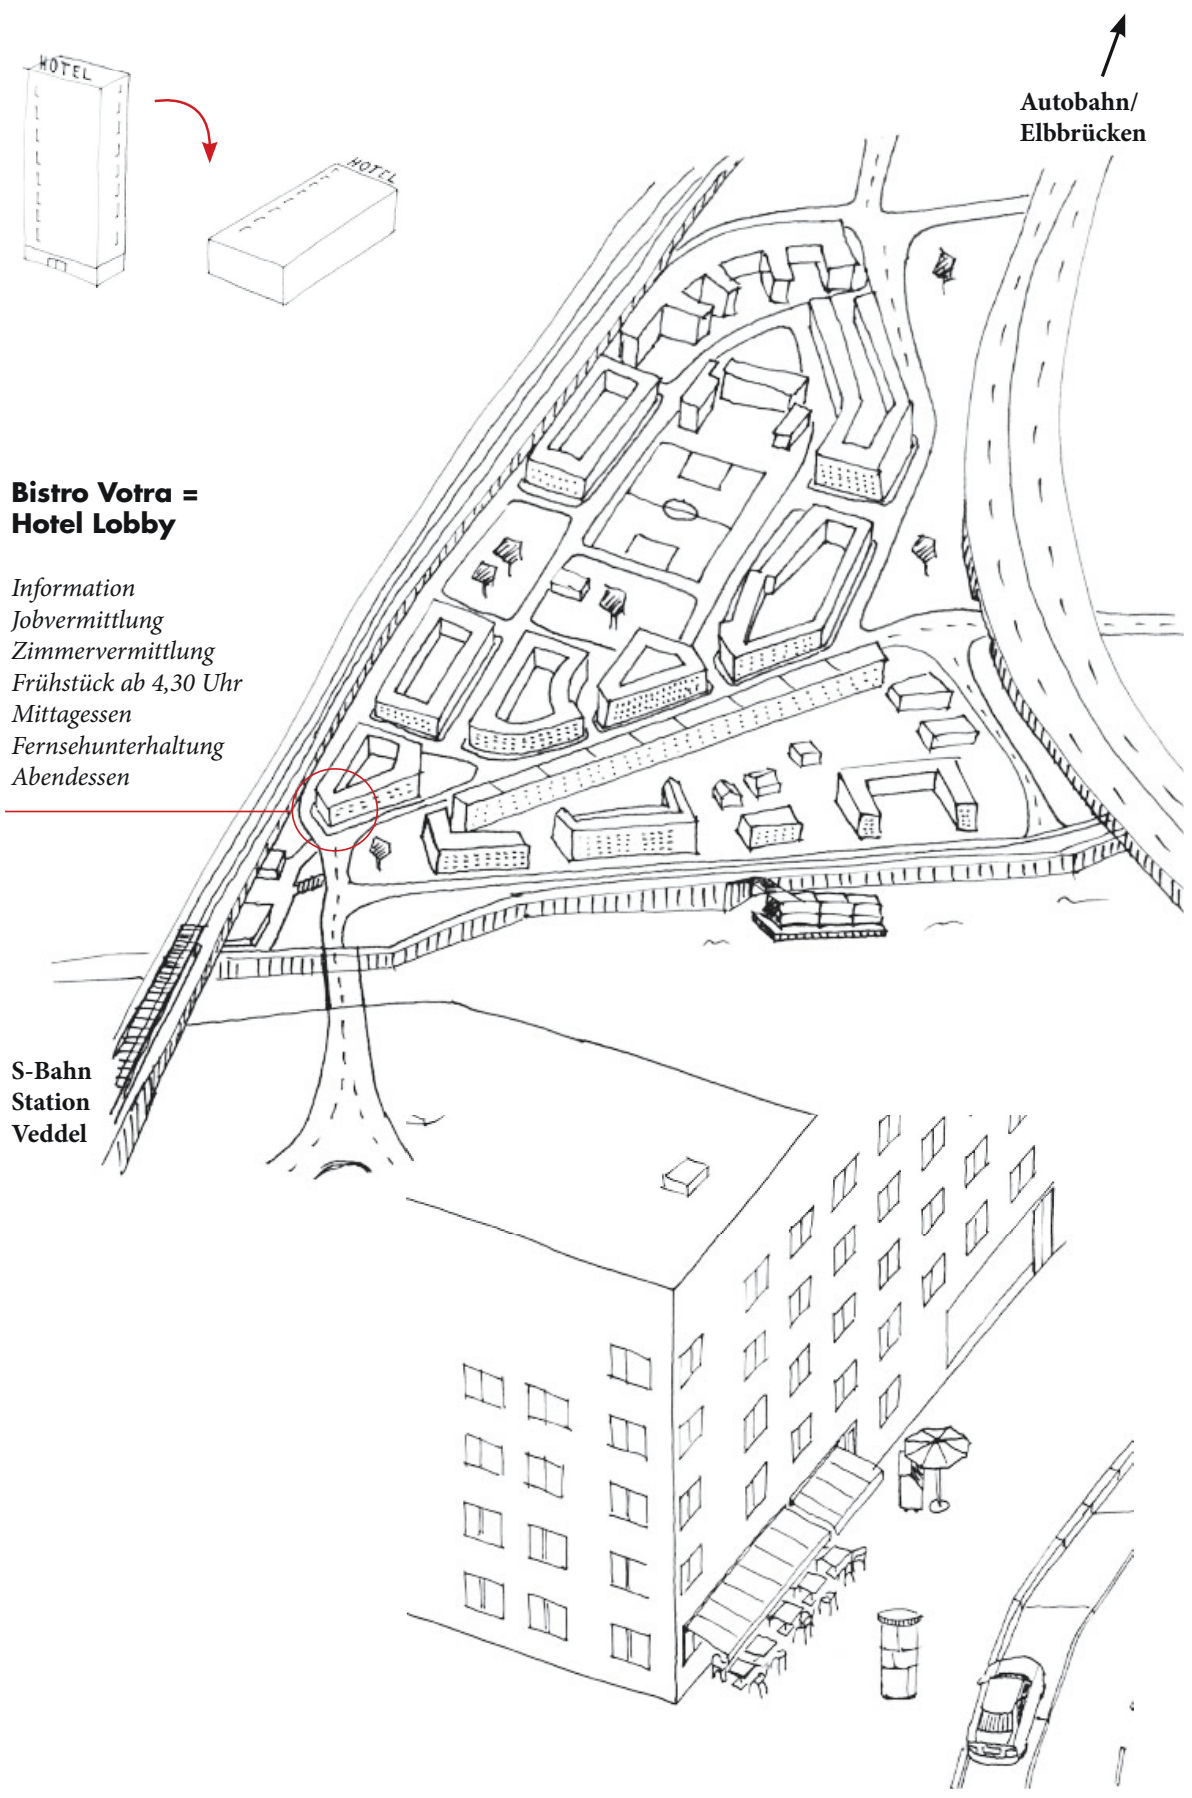 HOTEL
HOTEL
Autobahn/
Elbbrücken
Bistro Votra =
Hotel Lobby
Information
Jobvermittlung
Zimmervermittlung
Frühstück ab 4,30 Uhr
Mittagessen
Fernsehunterhaltung
Abendessen
S-Bahn
Station
Veddel